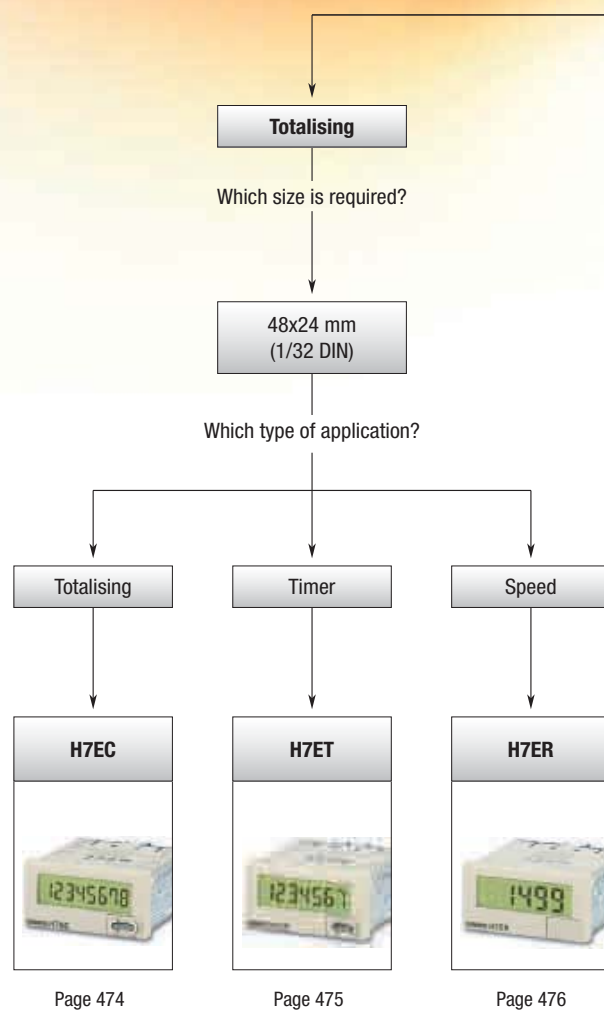 Totalising
Which size is required?
48x24 mm
(1/32 DIN)
Which type of application?
Totalising
Timer
Speed
H7EC
H7ET
H7ER
12345678
1234567
1499
Page 474
Page 475
Page 476